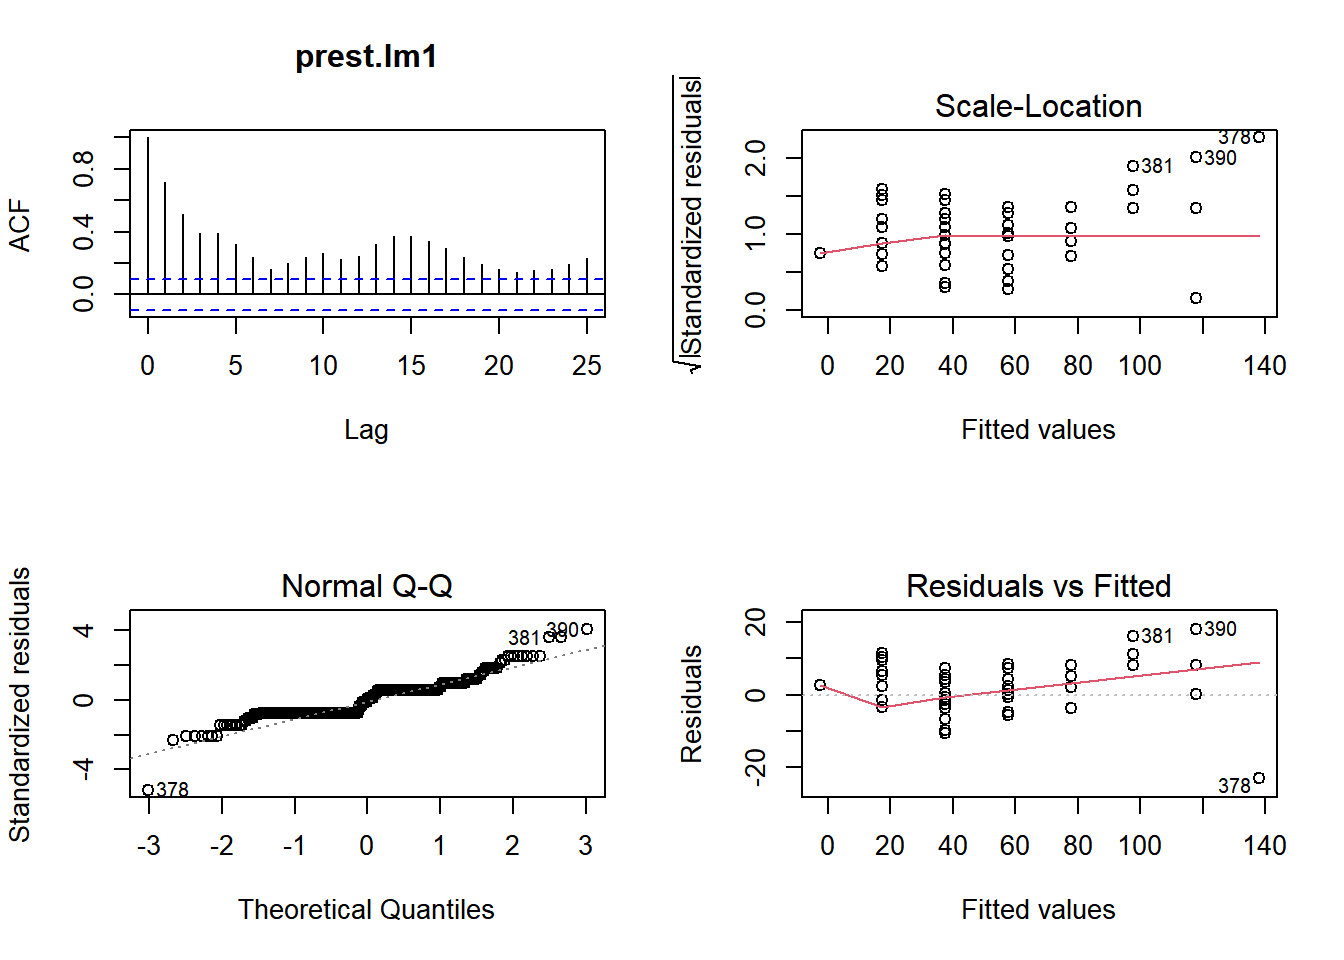 prest.lm1
ACF
0.0 0.4 0.8
0 5 10 15 20 25
Lag
Scale-Location
√|Standardized residuals|
0.0 1.0 2.0
378
381
390
0 20 40 60 80 100 140
Fitted values
Normal Q-Q
Standardized residuals
-4 0 4
381
390
378
-3 -2 -1 0 1 2 3
Theoretical Quantiles
Residuals vs Fitted
Residuals
-20 0 20
381
390
378
0 20 40 60 80 100 140
Fitted values